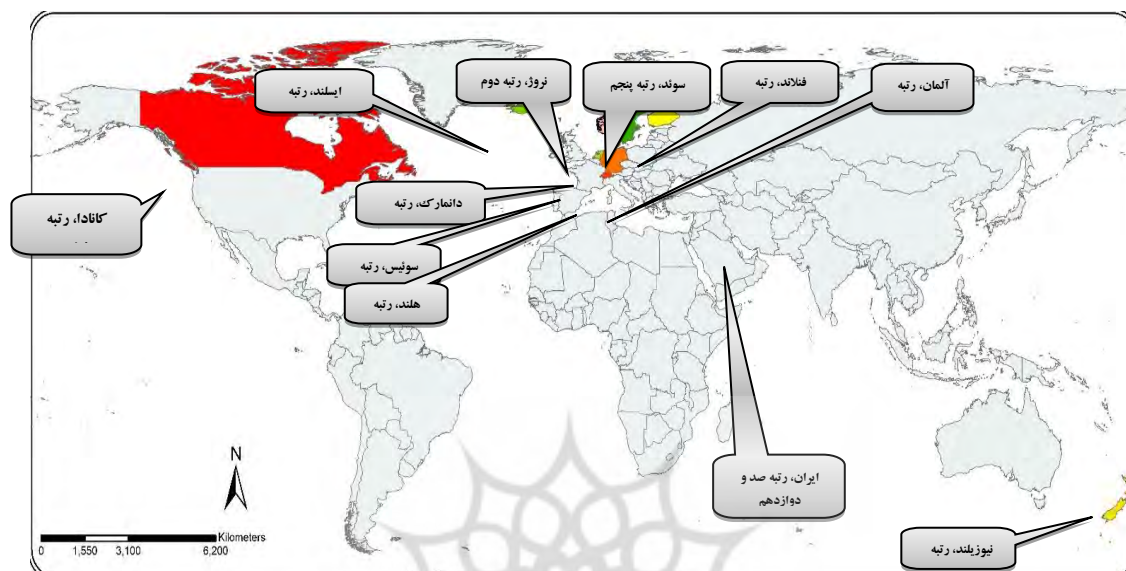 ایسلند، رتبه
نروژ، رتبه دوم
سوئد، رتبه پنجم
فنلاند، رتبه
آلمان، رتبه
دانمارک، رتبه
کانادا، رتبه
سوئیس، رتبه
هلند، رتبه
ایران، رتبه صد و
دوازدهم
نیوزیلند، رتبه
N
Kilometers
0 1,550 3,100 6,200